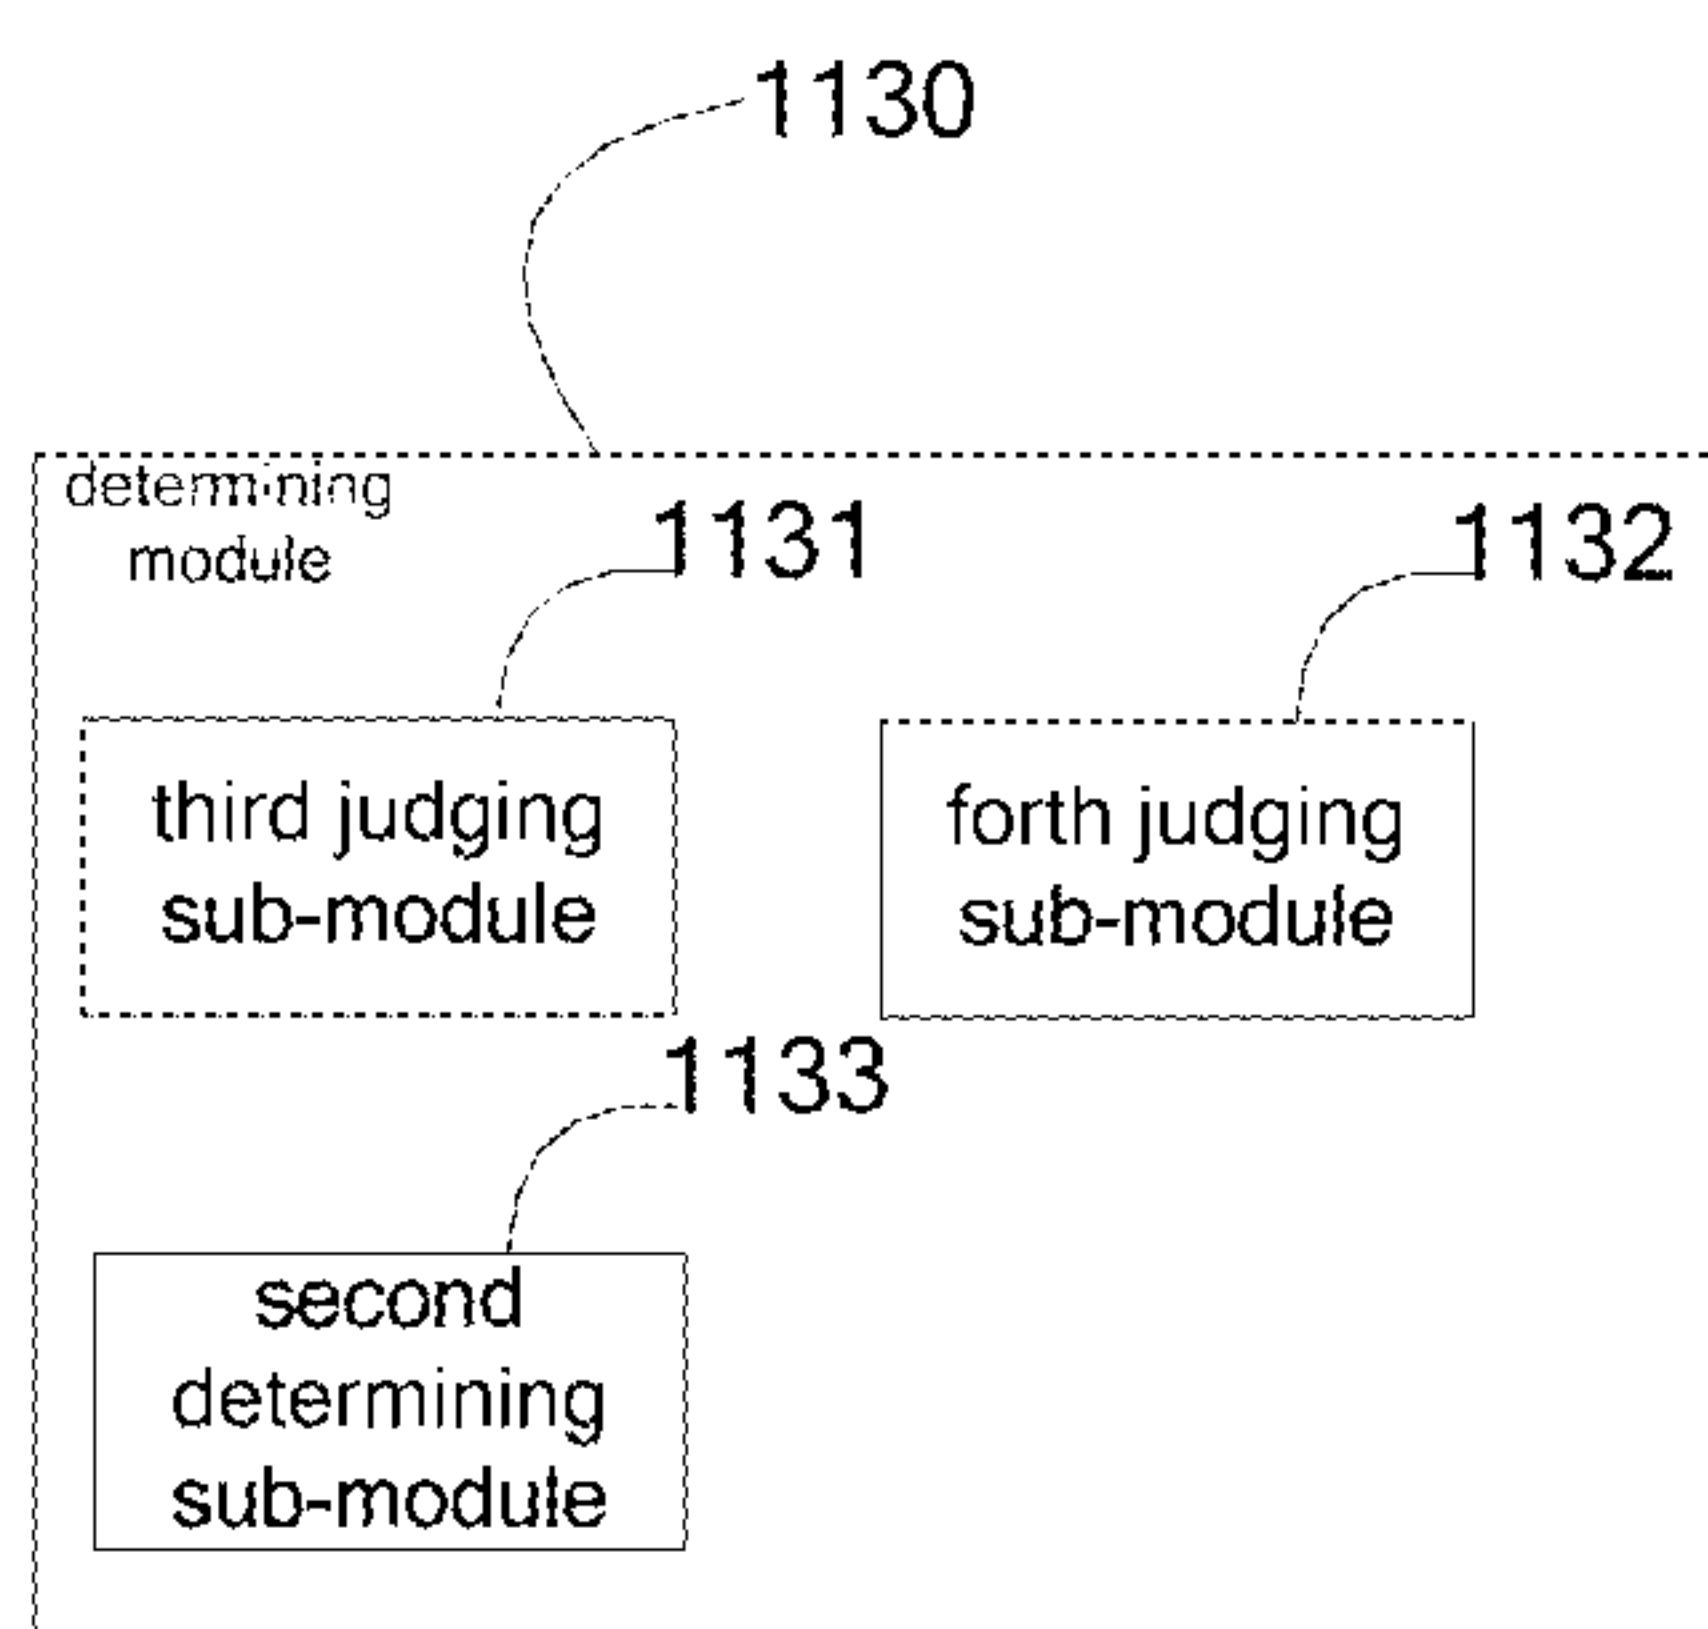 1130
determining
module
1131
1132
third judging
sub-module
forth judging
sub-module
1133
second
determining
sub-module